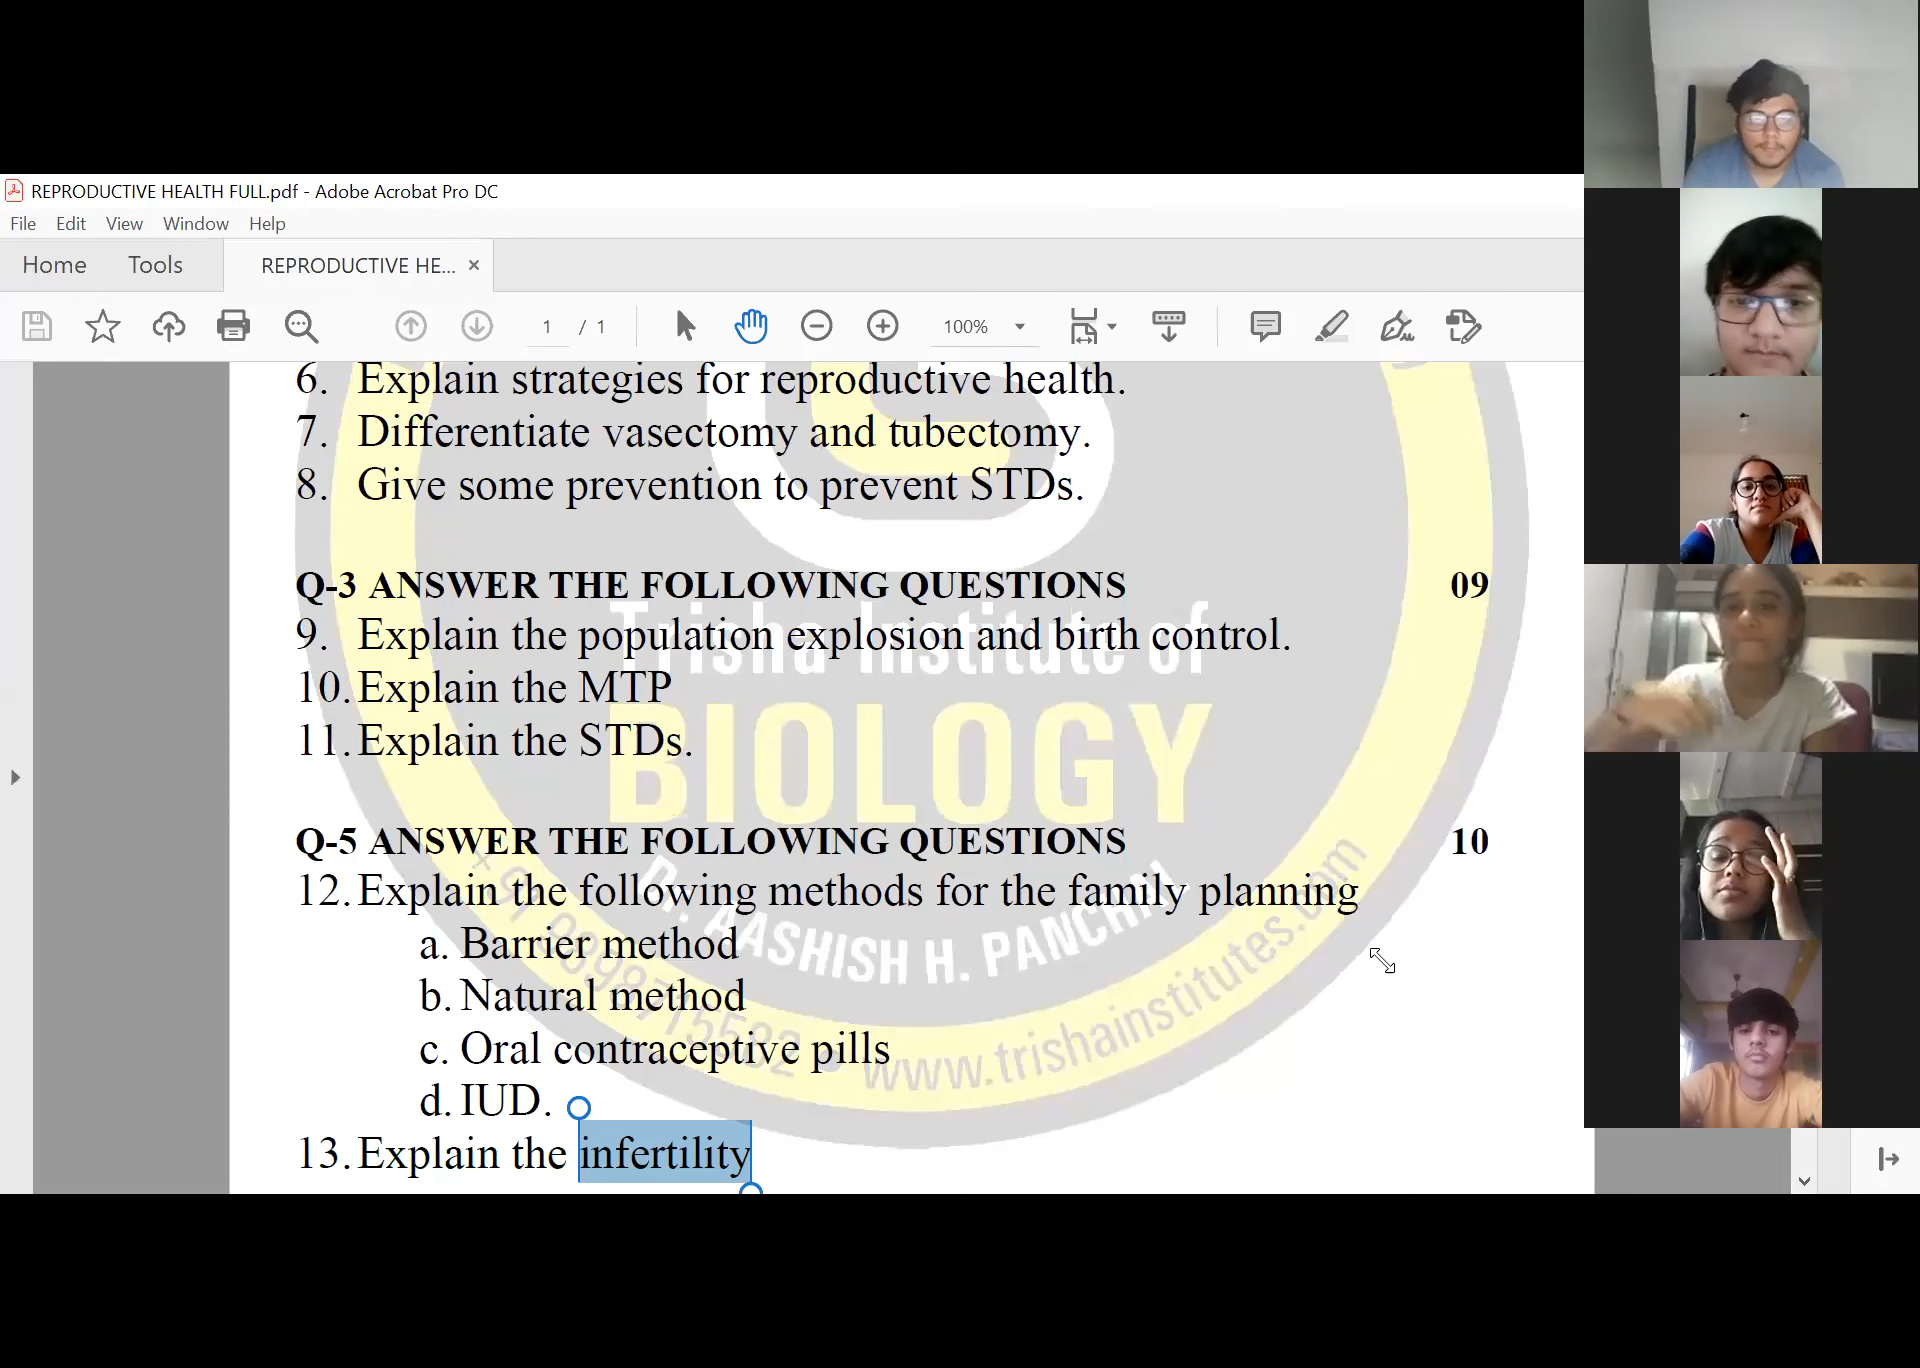 REPRODUCTIVE HEALTH FULL.pdf - Adobe Acrobat Pro DC
File Edit View Window Help
Home Tools REPRODUCTIVE HE... ×
1 / 1 100%
6. Explain strategies for reproductive health.
7. Differentiate vasectomy and tubectomy.
8. Give some prevention to prevent STDs.
Q-3 ANSWER THE FOLLOWING QUESTIONS 09
9. Explain the population explosion and birth control.
10. Explain the MTP
11. Explain the STDs.
Q-5 ANSWER THE FOLLOWING QUESTIONS 10
12. Explain the following methods for the family planning
a. Barrier method
b. Natural method
c. Oral contraceptive pills
d. IUD.
13. Explain the infertility
Trisha Institute of
BIOLOGY
AASHISH H.
www.trishainstitutes.com